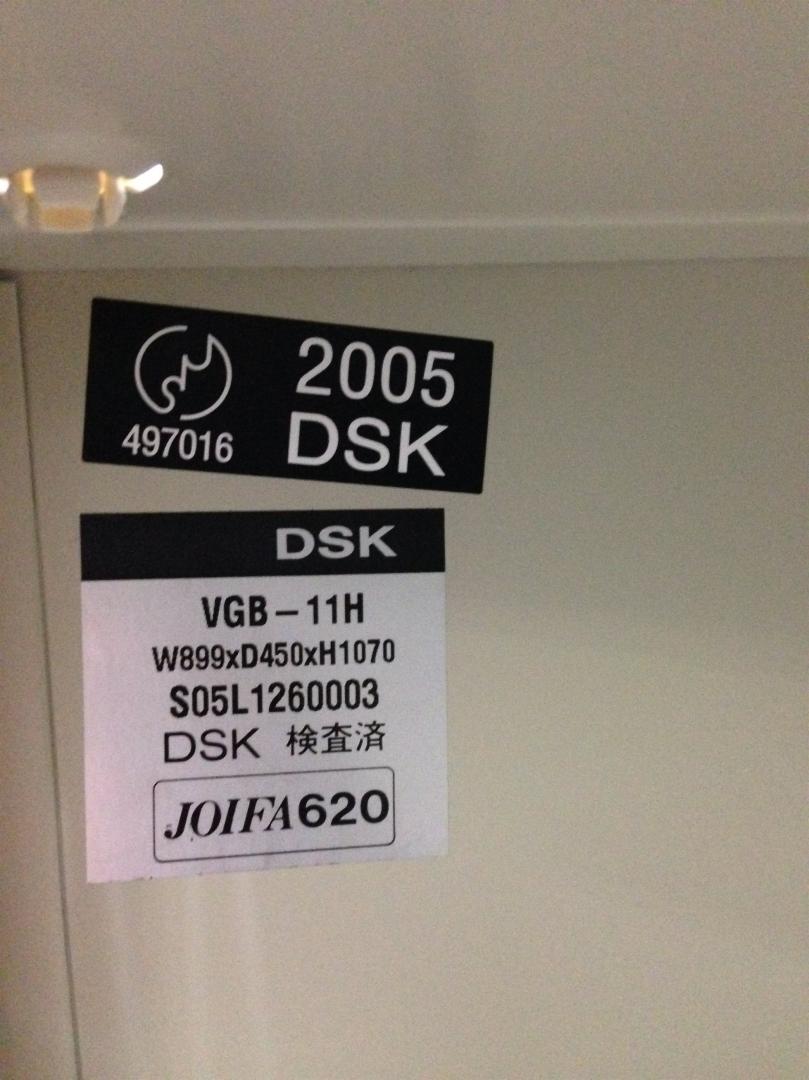 2005
497016 DSK
DSK
VGB-11H
W899xD450xH1070
S05L1260003
DSK 検査済
JOIFA620